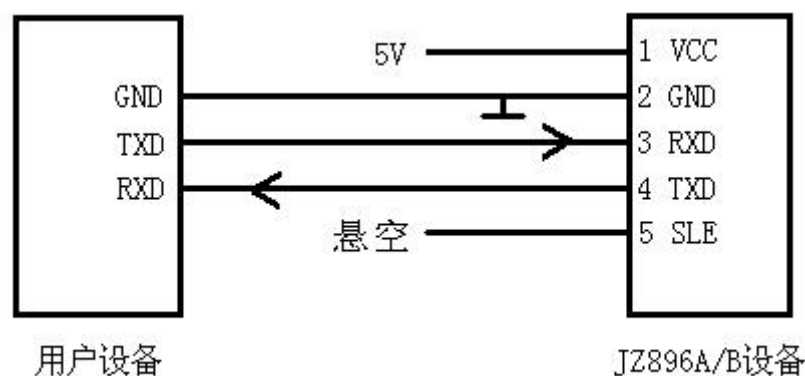 5V
1 VCC
GND
2 GND
TXD
3 RXD
RXD
4 TXD
悬空
5 SLE
用户设备
JZ896A/B设备